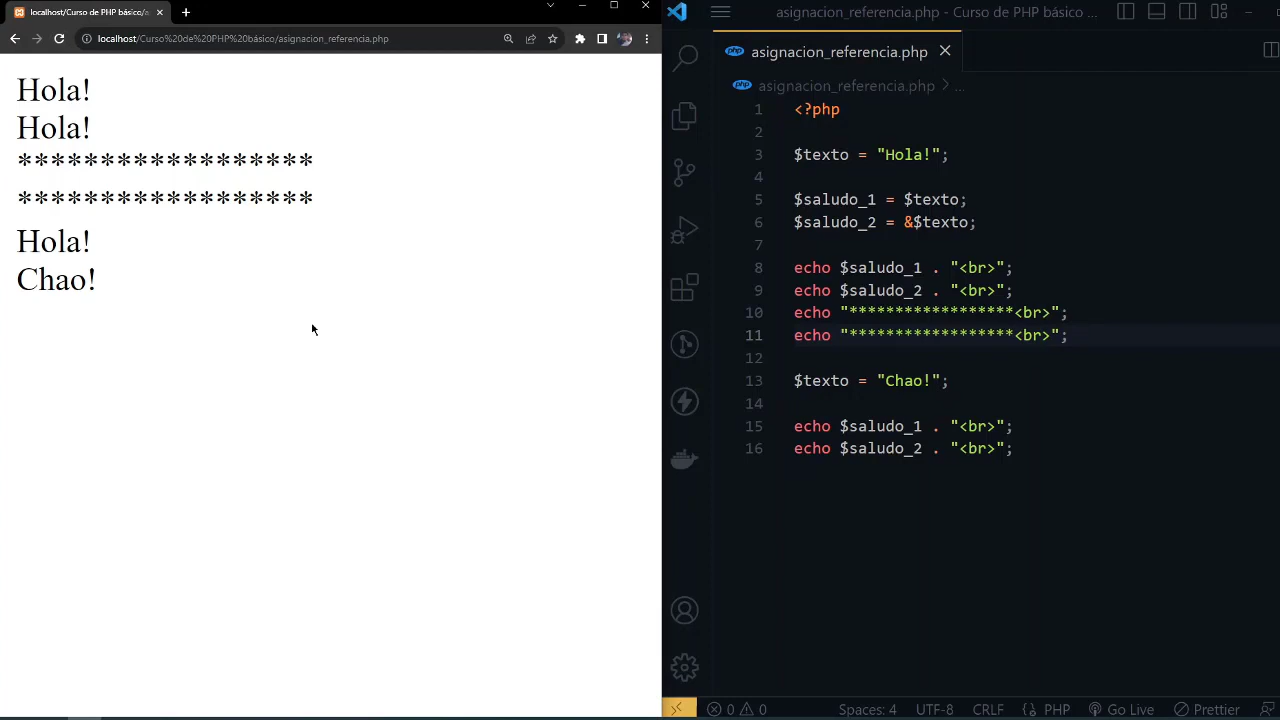 localhost/Curso de PHP básico/a
localhost/Curso%20de%20PHP%20básico/asignacion_referencia.php
Hola!
Hola!
******************
******************
Hola!
Chao!
asignacion_referencia.php - Curso de PHP básico ...
php asignacion_referencia.php
php asignacion_referencia.php > ...
1 <?php
2
3 $texto = "Hola!";
4
5 $saludo_1 = $texto;
6 $saludo_2 = &$texto;
7
8 echo $saludo_1 . "<br>";
9 echo $saludo_2 . "<br>";
10 echo "******************<br>";
11 echo "******************<br>";
12
13 $texto = "Chao!";
14
15 echo $saludo_1 . "<br>";
16 echo $saludo_2 . "<br>";
0 0 Spaces: 4 UTF-8 CRLF {} PHP Go Live Prettier